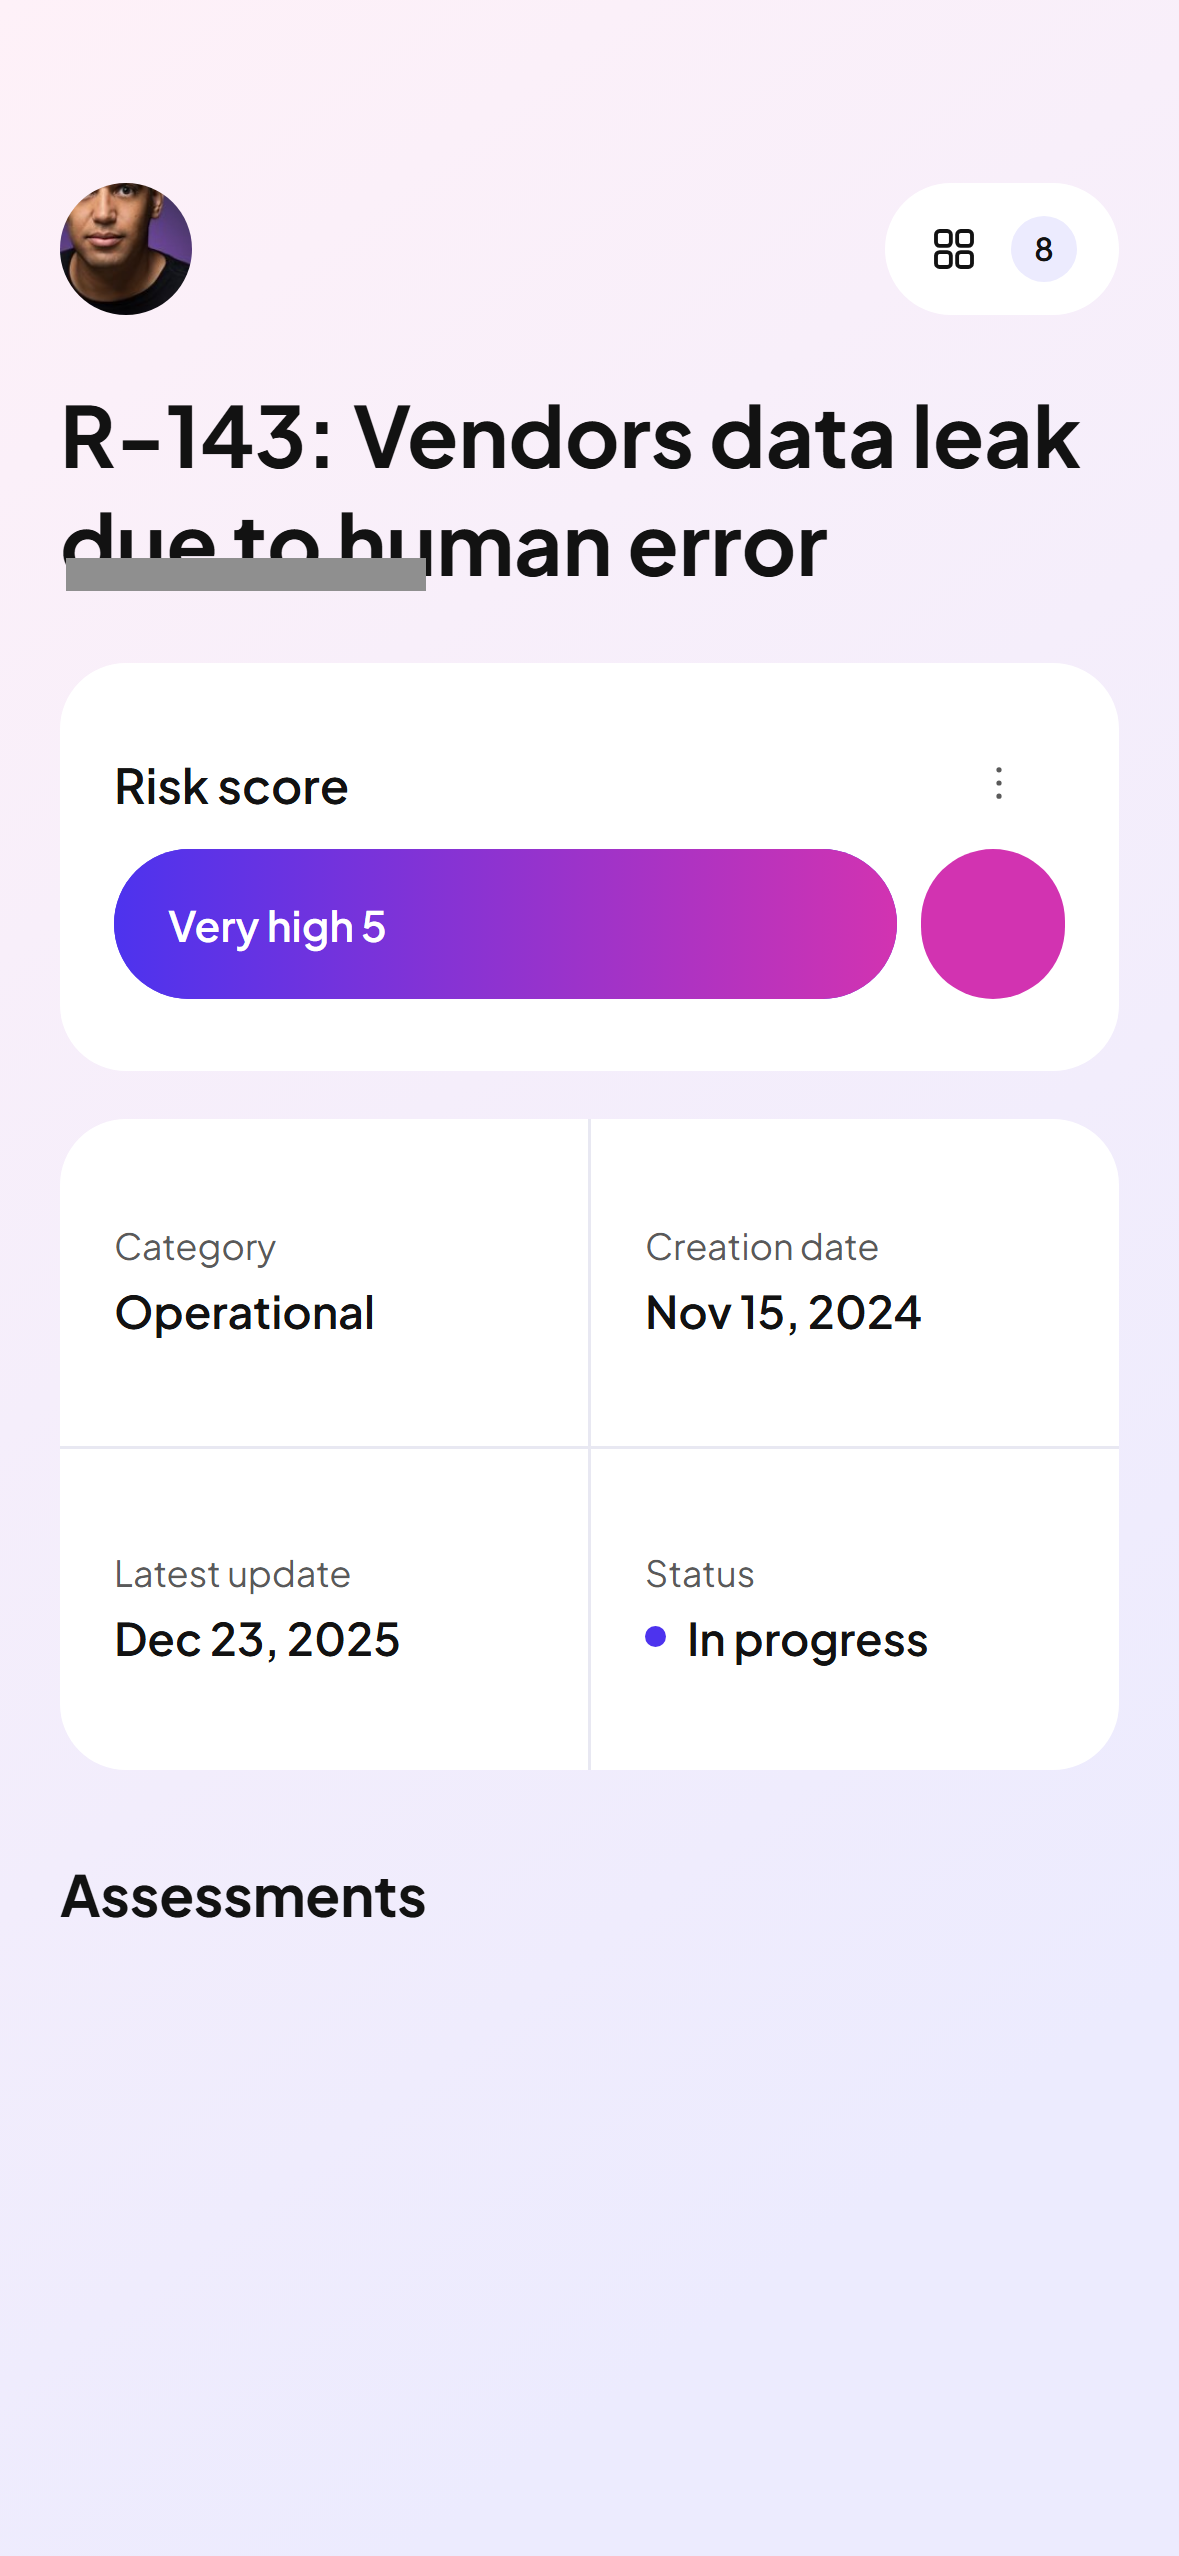 8
R-143: Vendors data leak
due to human error
Risk score
Very high 5
Category
Operational
Creation date
Nov 15, 2024
Latest update
Dec 23, 2025
Status
In progress
Assessments